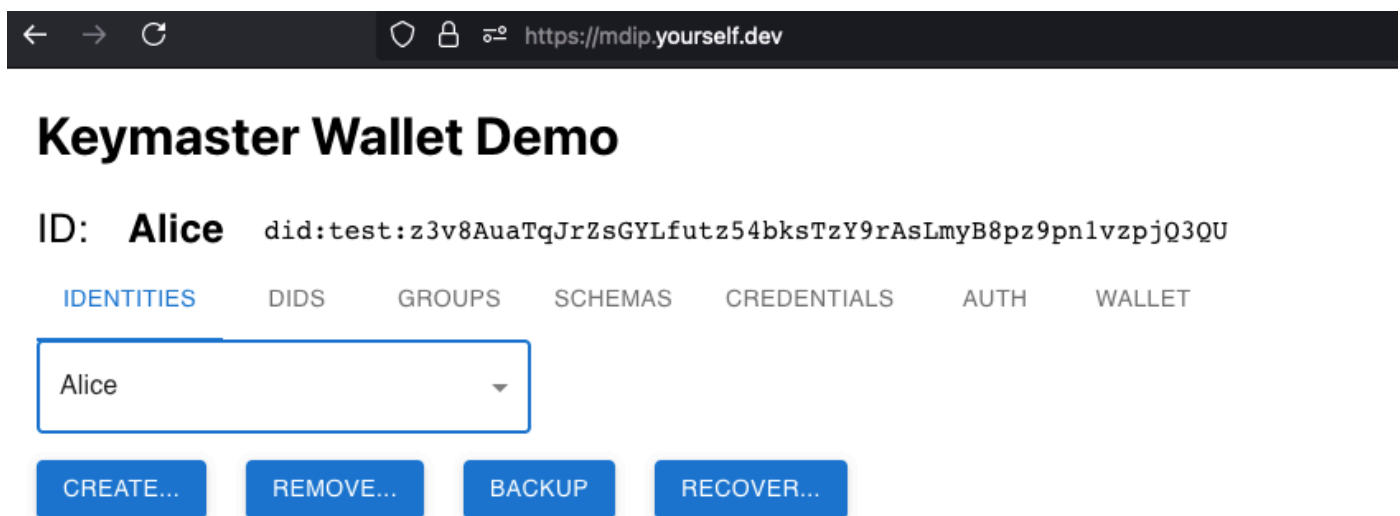 https://mdip.yourself.dev
Keymaster Wallet Demo
ID: Alice did:test:z3v8AuaTqJrZsGYLfutz54bksTzY9rAsLmyB8pz9pn1vzpjQ3QU
IDENTITIES DIDS GROUPS SCHEMAS CREDENTIALS AUTH WALLET
Alice
CREATE... REMOVE... BACKUP RECOVER...